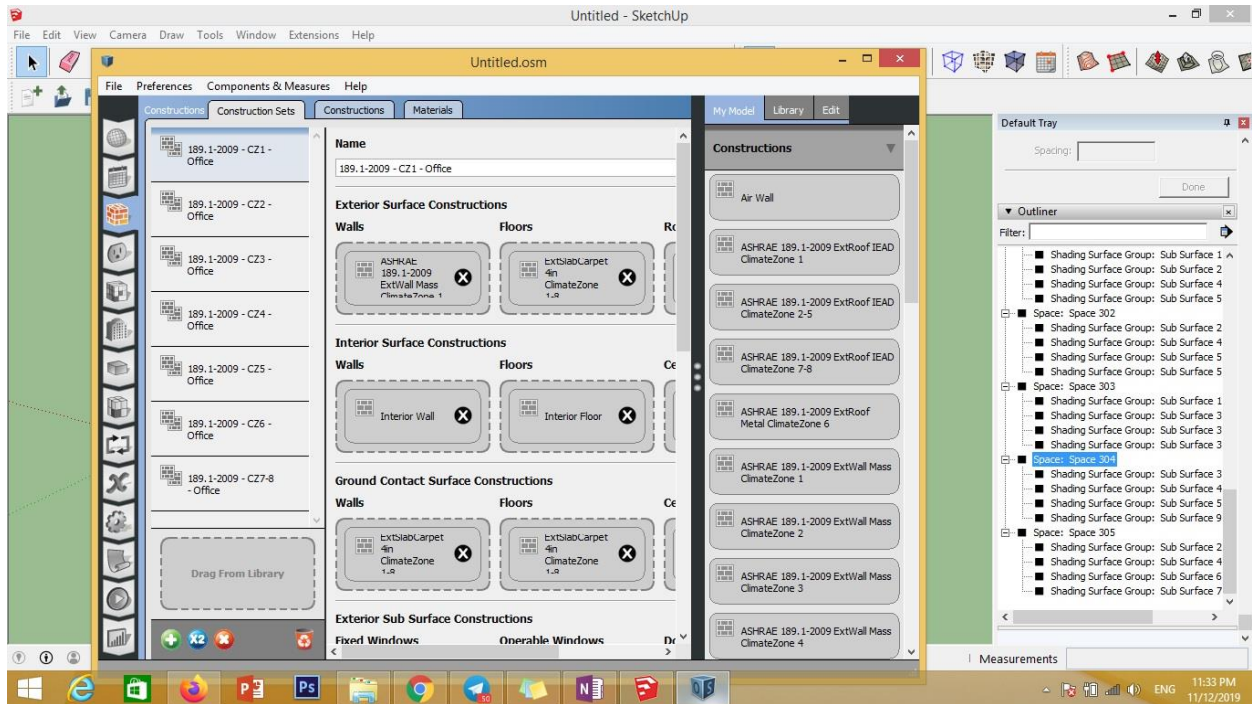 Untitled - SketchUp
File Edit View Camera Draw Tools Window Extensions Help
Untitled.osm
File Preferences Components & Measures Help
Constructions Construction Sets Constructions Materials
My Model Library Edit
189.1-2009 - CZ1 -
Office
189.1-2009 - CZ2 -
Office
189.1-2009 - CZ3 -
Office
189.1-2009 - CZ4 -
Office
189.1-2009 - CZ5 -
Office
189.1-2009 - CZ6 -
Office
189.1-2009 - CZ7-8
- Office
Drag From Library
X2
Name
189.1-2009 - CZ1 - Office
Exterior Surface Constructions
Walls Floors Ro
ASHRAE
189.1-2009
ExtWall Mass
ClimateZone 1
ExtSlabCarpet
4in
ClimateZone
1-8
Interior Surface Constructions
Walls Floors Ce
Interior Wall Interior Floor
Ground Contact Surface Constructions
Walls Floors Ce
ExtSlabCarpet
4in
ClimateZone
1-8
ExtSlabCarpet
4in
ClimateZone
1-8
Exterior Sub Surface Constructions
Fixed Windows Operable Windows Do
Constructions
Air Wall
ASHRAE 189.1-2009 ExtRoof IEAD
ClimateZone 1
ASHRAE 189.1-2009 ExtRoof IEAD
ClimateZone 2-5
ASHRAE 189.1-2009 ExtRoof IEAD
ClimateZone 7-8
ASHRAE 189.1-2009 ExtRoof
Metal ClimateZone 6
ASHRAE 189.1-2009 ExtWall Mass
ClimateZone 1
ASHRAE 189.1-2009 ExtWall Mass
ClimateZone 2
ASHRAE 189.1-2009 ExtWall Mass
ClimateZone 3
ASHRAE 189.1-2009 ExtWall Mass
ClimateZone 4
Default Tray
Spacing:
Done
Outliner
Filter:
Shading Surface Group: Sub Surface 1
Shading Surface Group: Sub Surface 2
Shading Surface Group: Sub Surface 4
Shading Surface Group: Sub Surface 5
Space: Space 302
Shading Surface Group: Sub Surface 2
Shading Surface Group: Sub Surface 4
Shading Surface Group: Sub Surface 5
Shading Surface Group: Sub Surface 5
Space: Space 303
Shading Surface Group: Sub Surface 1
Shading Surface Group: Sub Surface 3
Shading Surface Group: Sub Surface 3
Shading Surface Group: Sub Surface 3
Space: Space 304
Shading Surface Group: Sub Surface 3
Shading Surface Group: Sub Surface 4
Shading Surface Group: Sub Surface 5
Shading Surface Group: Sub Surface 9
Space: Space 305
Shading Surface Group: Sub Surface 2
Shading Surface Group: Sub Surface 4
Shading Surface Group: Sub Surface 6
Shading Surface Group: Sub Surface 7
Measurements
Ps
50
ENG
11:33 PM
11/12/2019